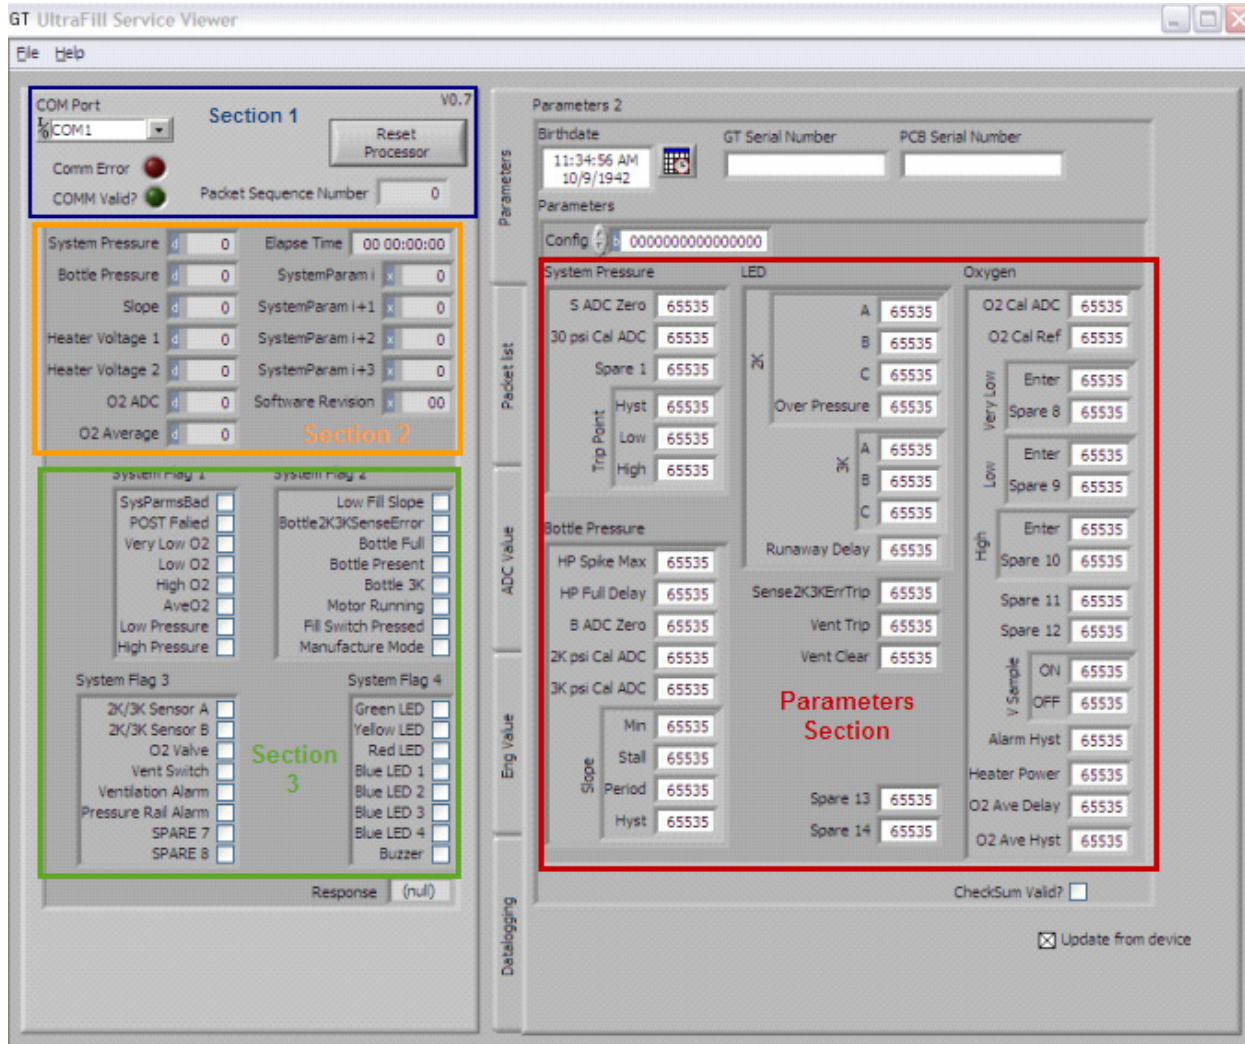 GT UltraFill Service Viewer
File Help
COM Port
V0.7
Section 1
I/O COM1
Reset
Processor
Comm Error
COMM Valid?
Packet Sequence Number 0
System Pressure d 0
Elapse Time 00 00:00:00
Bottle Pressure d 0
SystemParam i x 0
Slope d 0
SystemParam i+1 x 0
Heater Voltage 1 d 0
SystemParam i+2 x 0
Heater Voltage 2 d 0
SystemParam i+3 x 0
O2 ADC d 0
Software Revision x 00
O2 Average d 0
Section 2
System Flag 1
SysParmsBad
POST Falied
Very Low O2
Low O2
High O2
AveO2
Low Pressure
High Pressure
System Flag 2
Low Fill Slope
Bottle2K3KSenseError
Bottle Full
Bottle Present
Bottle 3K
Motor Running
Fill Switch Pressed
Manufacture Mode
System Flag 3
2K/3K Sensor A
2K/3K Sensor B
O2 Valve
Vent Switch
Ventilation Alarm
Pressure Rail Alarm
SPARE 7
SPARE 8
Section
3
System Flag 4
Green LED
Yellow LED
Red LED
Blue LED 1
Blue LED 2
Blue LED 3
Blue LED 4
Buzzer
Response (null)
Parameters
Packet list
ADC Value
Eng Value
Datalogging
Parameters 2
Birthdate
11:34:56 AM
10/9/1942
GT Serial Number
PCB Serial Number
Parameters
Config b 0000000000000000
System Pressure
S ADC Zero 65535
30 psi Cal ADC 65535
Spare 1 65535
Trip Point
Hyst 65535
Low 65535
High 65535
Bottle Pressure
HP Spike Max 65535
HP Full Delay 65535
B ADC Zero 65535
2K psi Cal ADC 65535
3K psi Cal ADC 65535
Slope
Min 65535
Stall 65535
Period 65535
Hyst 65535
LED
2K
A 65535
B 65535
C 65535
Over Pressure 65535
3K
A 65535
B 65535
C 65535
Runaway Delay 65535
Sense2K3KErrTrip 65535
Vent Trip 65535
Vent Clear 65535
Parameters
Section
Spare 13 65535
Spare 14 65535
Oxygen
O2 Cal ADC 65535
O2 Cal Ref 65535
Very Low
Enter 65535
Spare 8 65535
Low
Enter 65535
Spare 9 65535
High
Enter 65535
Spare 10 65535
Spare 11 65535
Spare 12 65535
V Sample
ON 65535
OFF 65535
Alarm Hyst 65535
Heater Power 65535
O2 Ave Delay 65535
O2 Ave Hyst 65535
CheckSum Valid?
Update from device